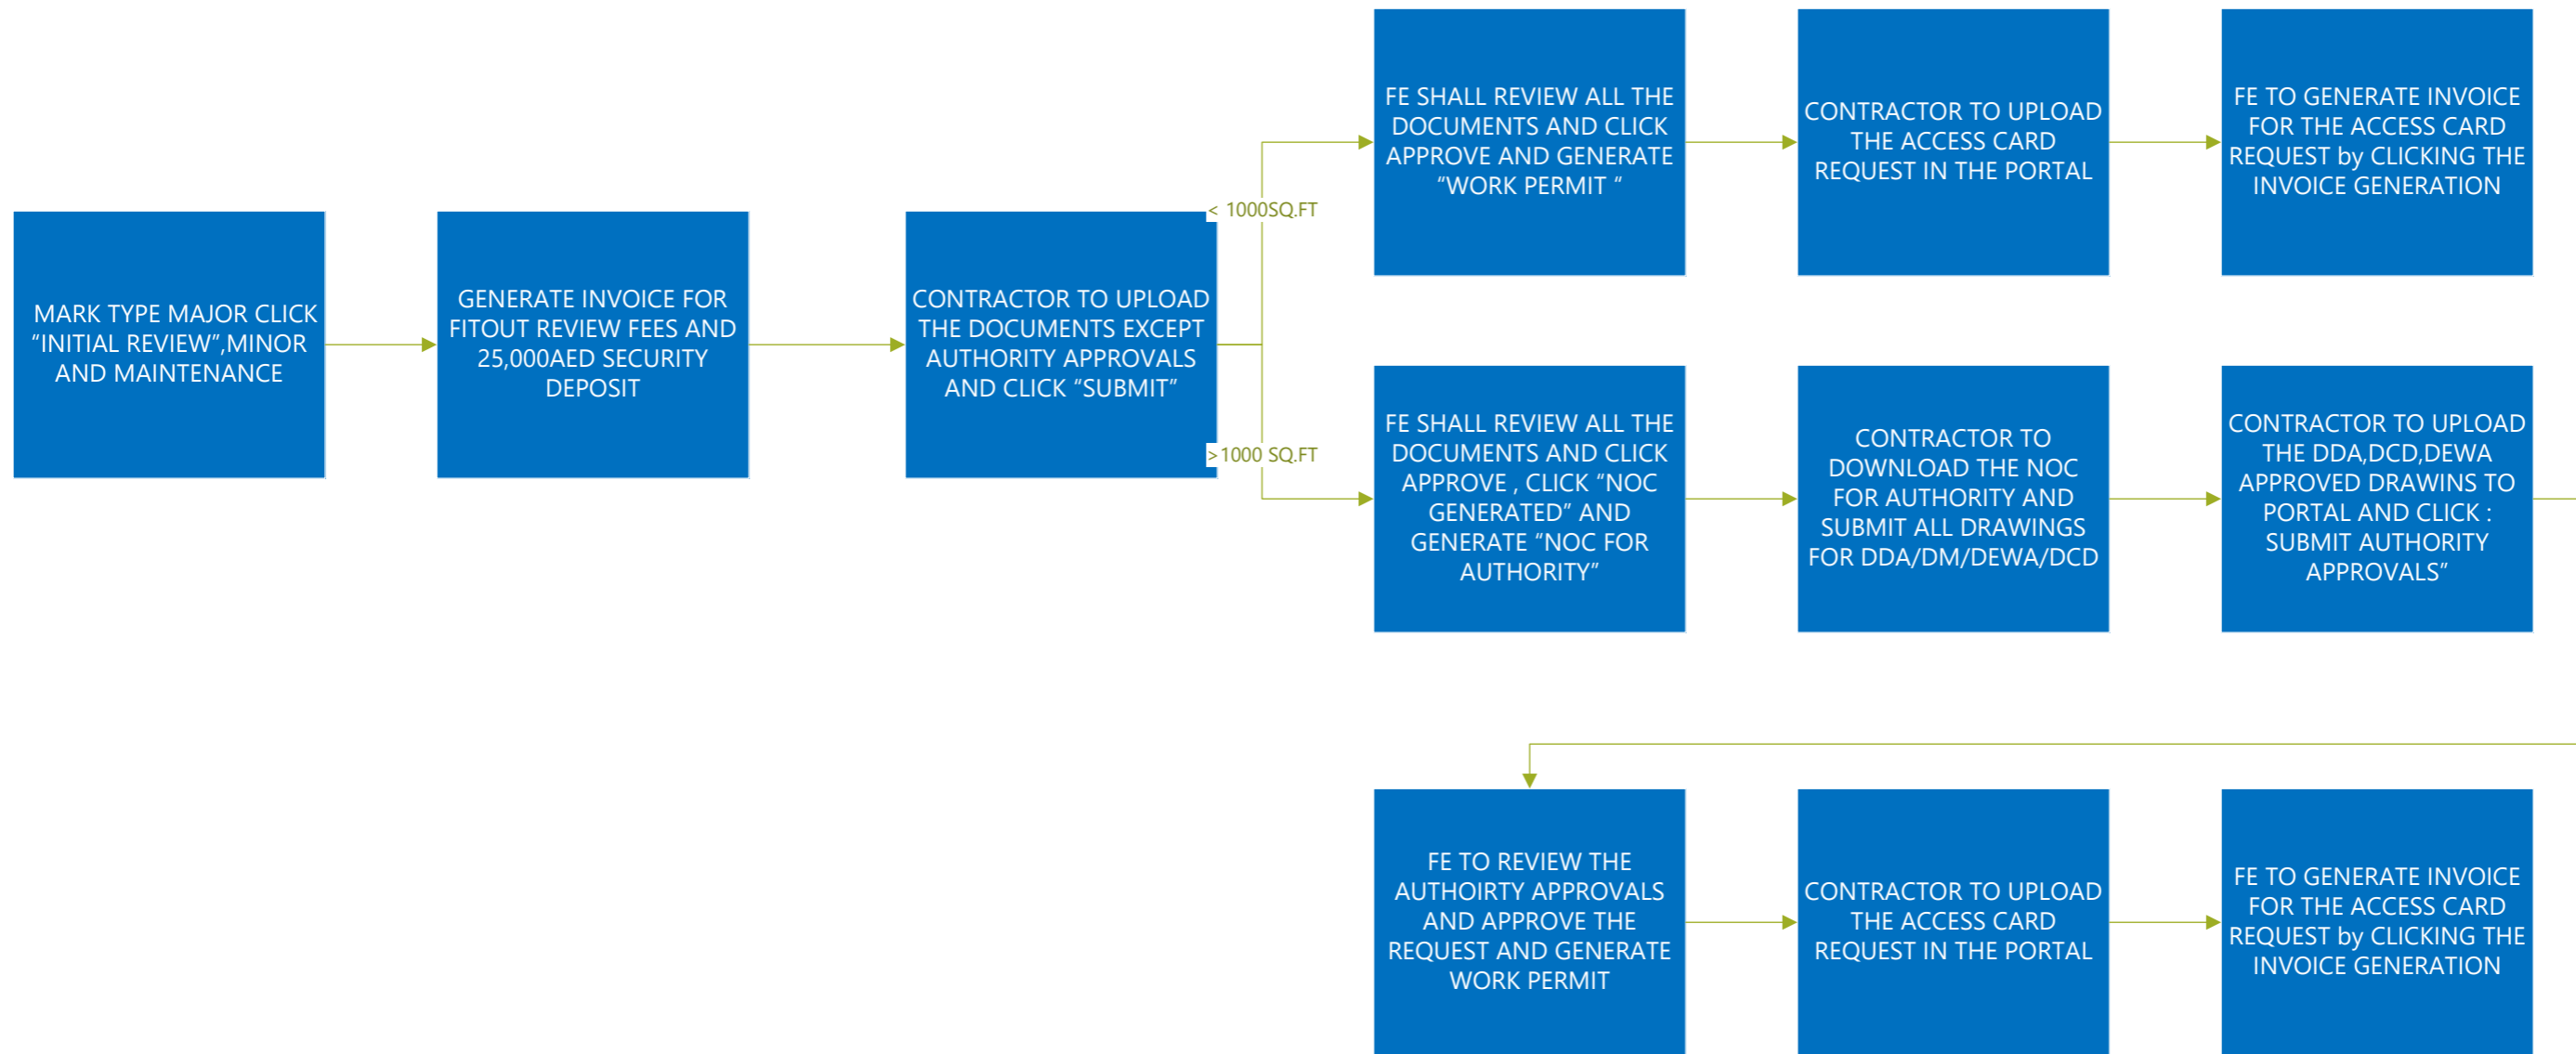 MARK TYPE MAJOR CLICK
“INITIAL REVIEW”,MINOR
AND MAINTENANCE
GENERATE INVOICE FOR
FITOUT REVIEW FEES AND
25,000AED SECURITY
DEPOSIT
CONTRACTOR TO UPLOAD
THE DOCUMENTS EXCEPT
AUTHORITY APPROVALS
AND CLICK “SUBMIT”
< 1000SQ.FT
FE SHALL REVIEW ALL THE
DOCUMENTS AND CLICK
APPROVE AND GENERATE
“WORK PERMIT “
CONTRACTOR TO UPLOAD
THE ACCESS CARD
REQUEST IN THE PORTAL
FE TO GENERATE INVOICE
FOR THE ACCESS CARD
REQUEST by CLICKING THE
INVOICE GENERATION
>1000 SQ.FT
FE SHALL REVIEW ALL THE
DOCUMENTS AND CLICK
APPROVE , CLICK “NOC
GENERATED” AND
GENERATE “NOC FOR
AUTHORITY”
CONTRACTOR TO
DOWNLOAD THE NOC
FOR AUTHORITY AND
SUBMIT ALL DRAWINGS
FOR DDA/DM/DEWA/DCD
CONTRACTOR TO UPLOAD
THE DDA,DCD,DEWA
APPROVED DRAWINS TO
PORTAL AND CLICK :
SUBMIT AUTHORITY
APPROVALS”
FE TO REVIEW THE
AUTHOIRTY APPROVALS
AND APPROVE THE
REQUEST AND GENERATE
WORK PERMIT
CONTRACTOR TO UPLOAD
THE ACCESS CARD
REQUEST IN THE PORTAL
FE TO GENERATE INVOICE
FOR THE ACCESS CARD
REQUEST by CLICKING THE
INVOICE GENERATION